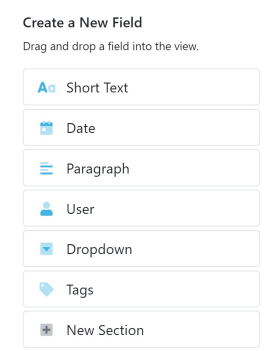 Create a New Field
Drag and drop a field into the view.
Aa Short Text
Date
Paragraph
User
Dropdown
Tags
New Section